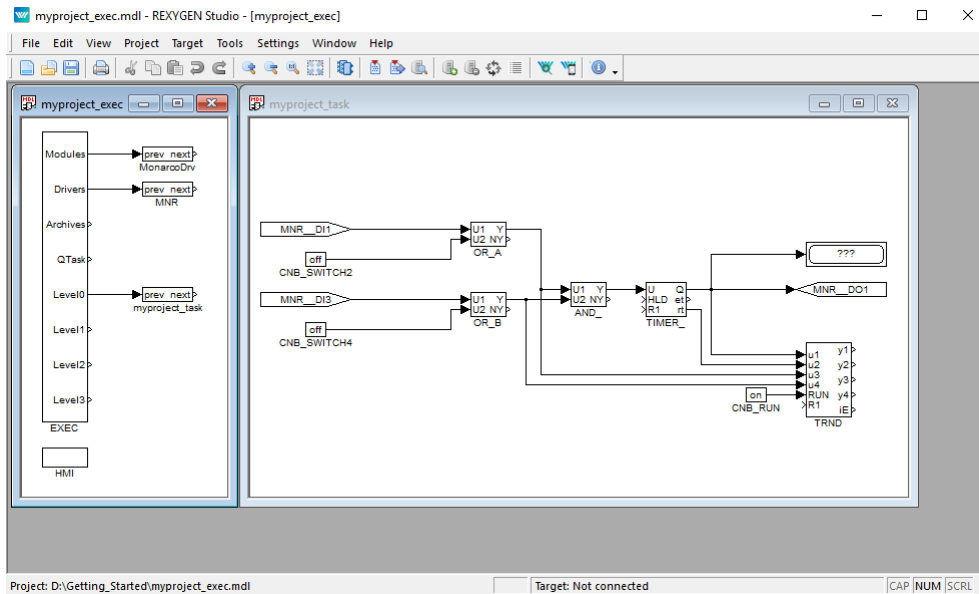 myproject_exec.mdl - REXYGEN Studio - [myproject_exec]
File Edit View Project Target Tools Settings Window Help
myproject_exec
Modules
prev next
MonarcoDrv
Drivers
prev next
MNR
Archives
QTask
Level0
prev next
myproject_task
Level1
Level2
Level3
EXEC
HMI
myproject_task
MNR__DI1
U1 Y
U2 NY
OR_A
off
CNB_SWITCH2
???
MNR__DI3
U1 Y
U2 NY
OR_B
off
CNB_SWITCH4
U1 Y
U2 NY
AND_
U Q
HLD et
R1 rt
TIMER_
MNR__DO1
u1 y1
u2 y2
u3 y3
u4
RUN y4
R1 iE
TRND
on
CNB_RUN
Project: D:\Getting_Started\myproject_exec.mdl
Target: Not connected
CAP NUM SCRL